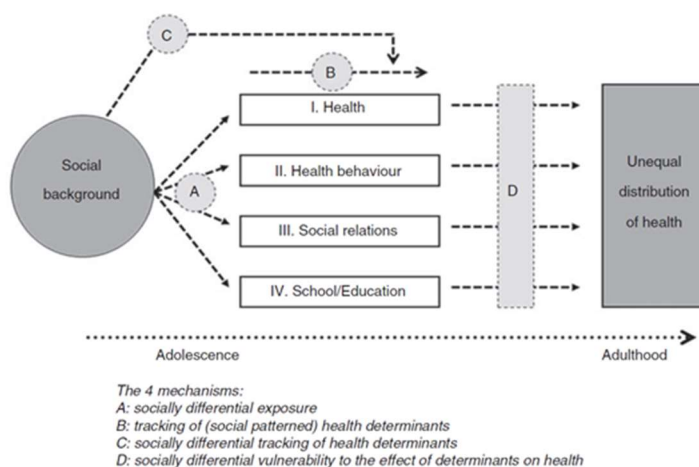 C
B
I. Health
Social
background
II. Health behaviour
A
D
Unequal
distribution
of health
III. Social relations
IV. School/Education
Adolescence
Adulthood
The 4 mechanisms:
A: socially differential exposure
B: tracking of (social patterned) health determinants
C: socially differential tracking of health determinants
D: socially differential vulnerability to the effect of determinants on health